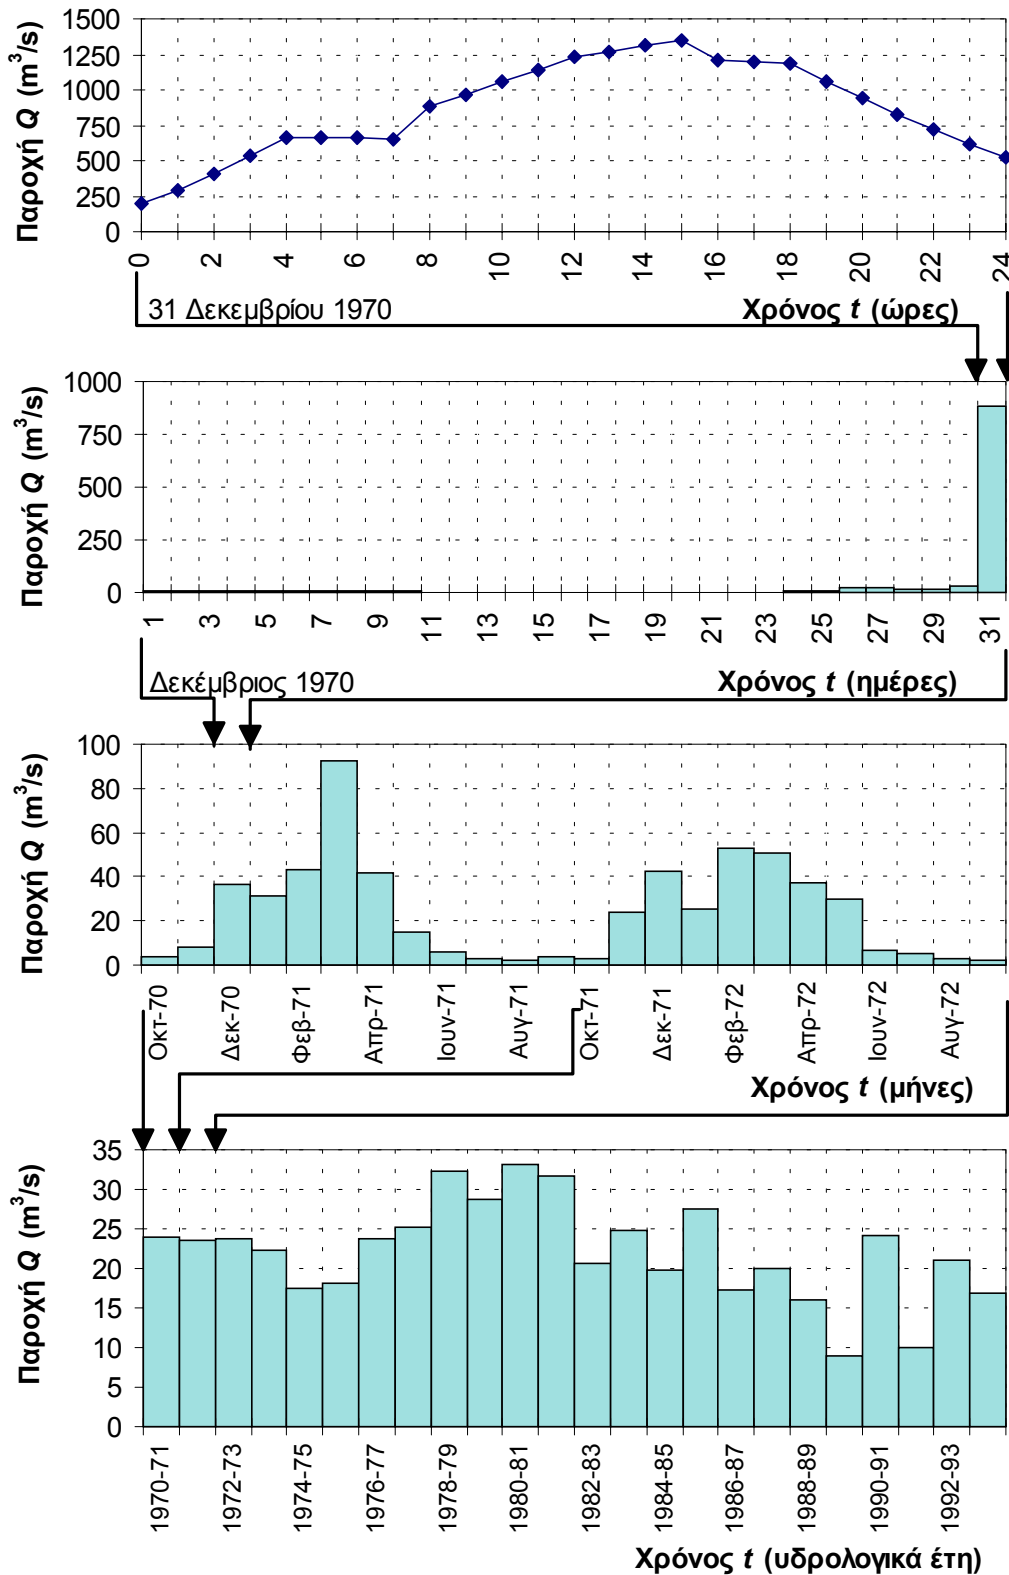 Παροχή Q (m³/s)
1500
1250
1000
750
500
250
0
0 2 4 6 8 10 12 14 16 18 20 22 24
31 Δεκεμβρίου 1970
Χρόνος t (ώρες)
Παροχή Q (m³/s)
1000
750
500
250
0
1 3 5 7 9 11 13 15 17 19 21 23 25 27 29 31
Δεκέμβριος 1970
Χρόνος t (ημέρες)
Παροχή Q (m³/s)
100
80
60
40
20
0
Οκτ-70 Δεκ-70 Φεβ-71 Απρ-71 Ιουν-71 Αυγ-71 Οκτ-71 Δεκ-71 Φεβ-72 Απρ-72 Ιουν-72 Αυγ-72
Χρόνος t (μήνες)
Παροχή Q (m³/s)
35
30
25
20
15
10
5
0
1970-71 1972-73 1974-75 1976-77 1978-79 1980-81 1982-83 1984-85 1986-87 1988-89 1990-91 1992-93
Χρόνος t (υδρολογικά έτη)